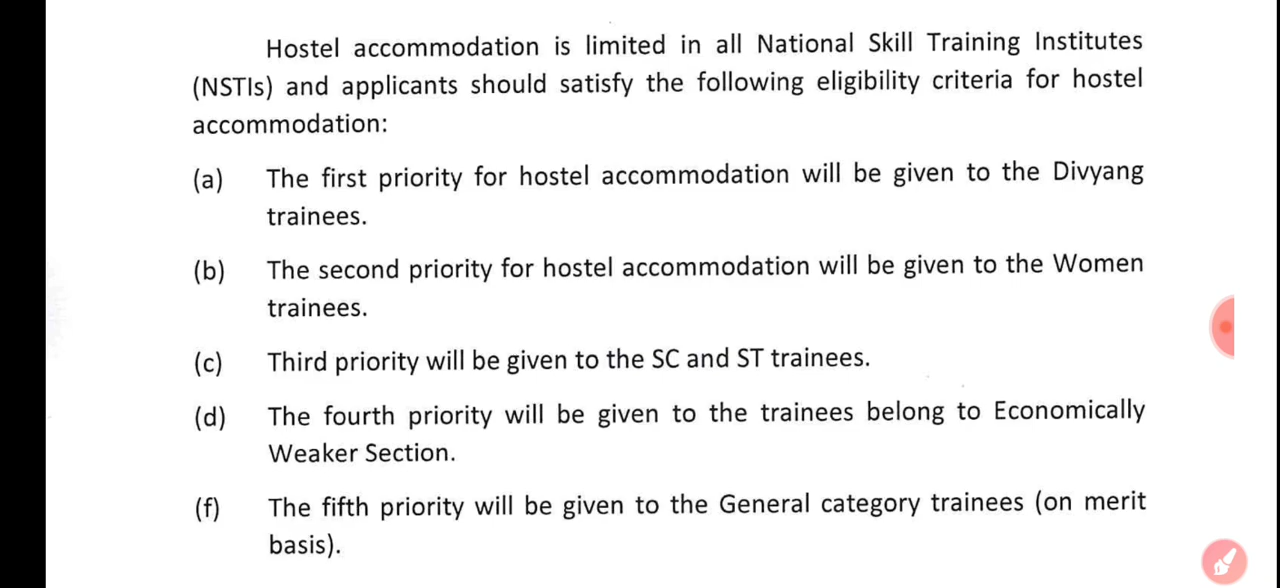 Hostel accommodation is limited in all National Skill Training Institutes
(NSTIs) and applicants should satisfy the following eligibility criteria for hostel
accommodation:
(a) The first priority for hostel accommodation will be given to the Divyang
trainees.
(b) The second priority for hostel accommodation will be given to the Women
trainees.
(c) Third priority will be given to the SC and ST trainees.
(d) The fourth priority will be given to the trainees belong to Economically
Weaker Section.
(f) The fifth priority will be given to the General category trainees (on merit
basis).